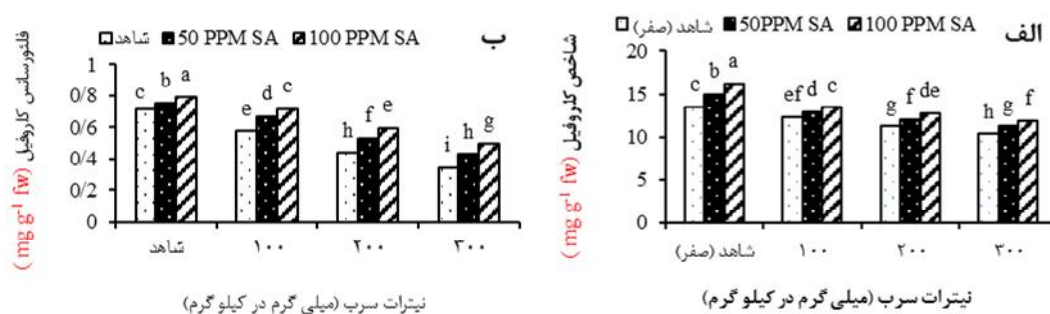 الف
شاهد (صفر) 50PPM SA 100 PPM SA
شاخص کلروفیل (mg g⁻¹ fw)
20
15
10
5
0
c b a
ef d c
g f de
h g f
شاهد (صفر) ۱۰۰ ۲۰۰ ۳۰۰
نیترات سرب (میلی گرم در کیلو گرم)
ب
شاهد 50 PPM SA 100 PPM SA
فلئورسانس کلروفیل (mg g⁻¹ fw)
1
0/8
0/6
0/4
0/2
0
c b a
e d c
h f e
i h g
شاهد ۱۰۰ ۲۰۰ ۳۰۰
نیترات سرب (میلی گرم در کیلو گرم)